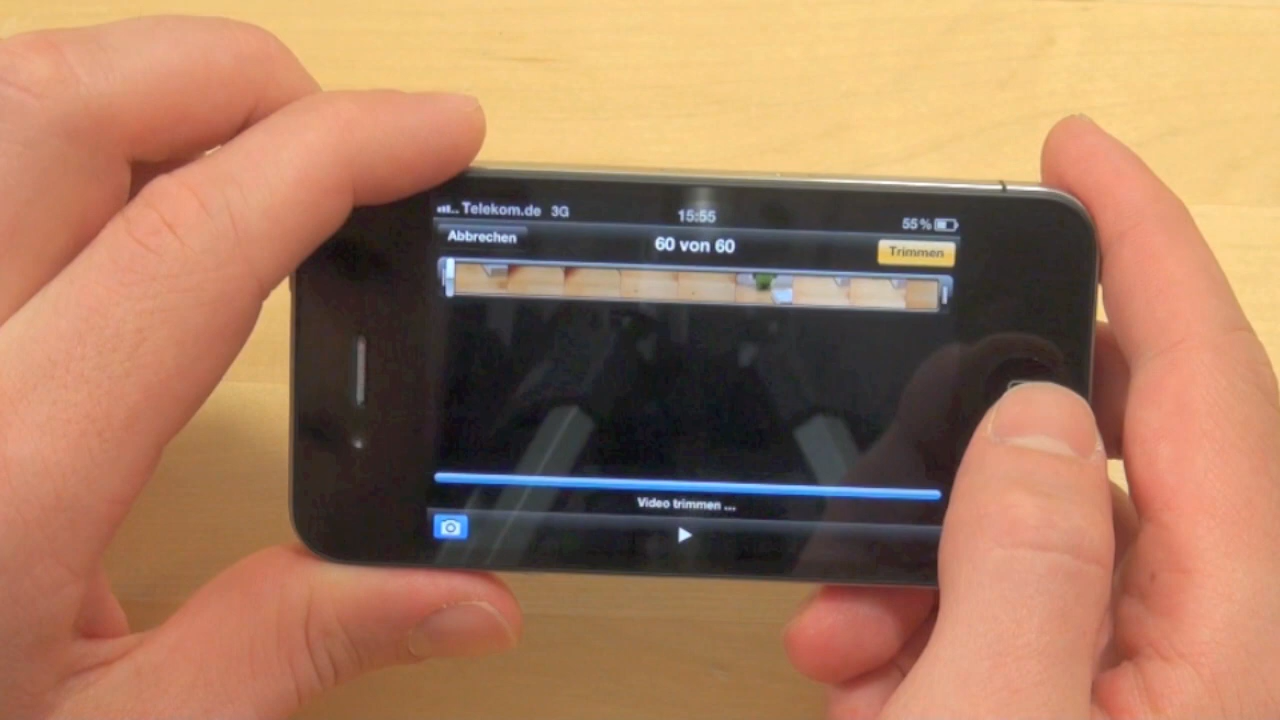 Telekom.de 3G 15:55 55%
Abbrechen 60 von 60 Trimmen
Video trimmen ...